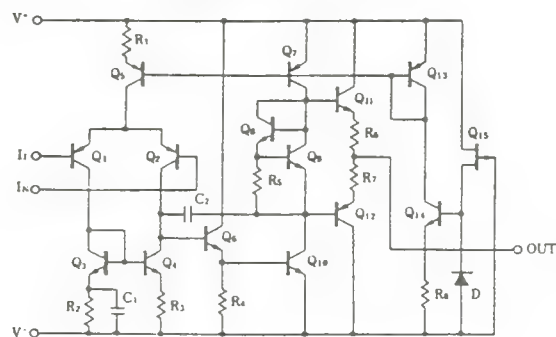 V⁺
R₁
Q₅
Q₇
Q₁₁
Q₁₃
Q₈
Q₉
R₆
Q₁₅
I₁
Q₁
Q₂
R₅
R₇
I_N
C₂
Q₁₂
Q₁₄
Q₆
OUT
Q₃
Q₄
Q₁₀
R₂
C₁
R₃
R₄
R₈
D
V⁻